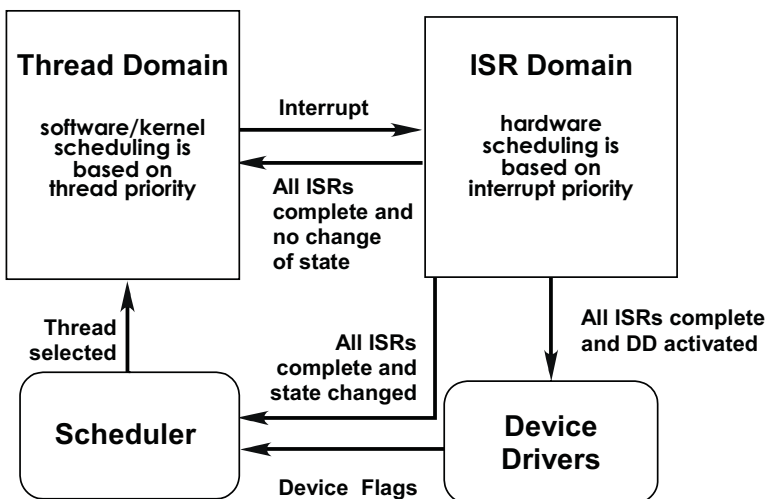 Thread Domain
software/kernel
scheduling is
based on
thread priority
Interrupt
All ISRs
complete and
no change
of state
ISR Domain
hardware
scheduling is
based on
interrupt priority
Thread
selected
All ISRs
complete and
state changed
All ISRs complete
and DD activated
Scheduler
Device Flags
Device
Drivers